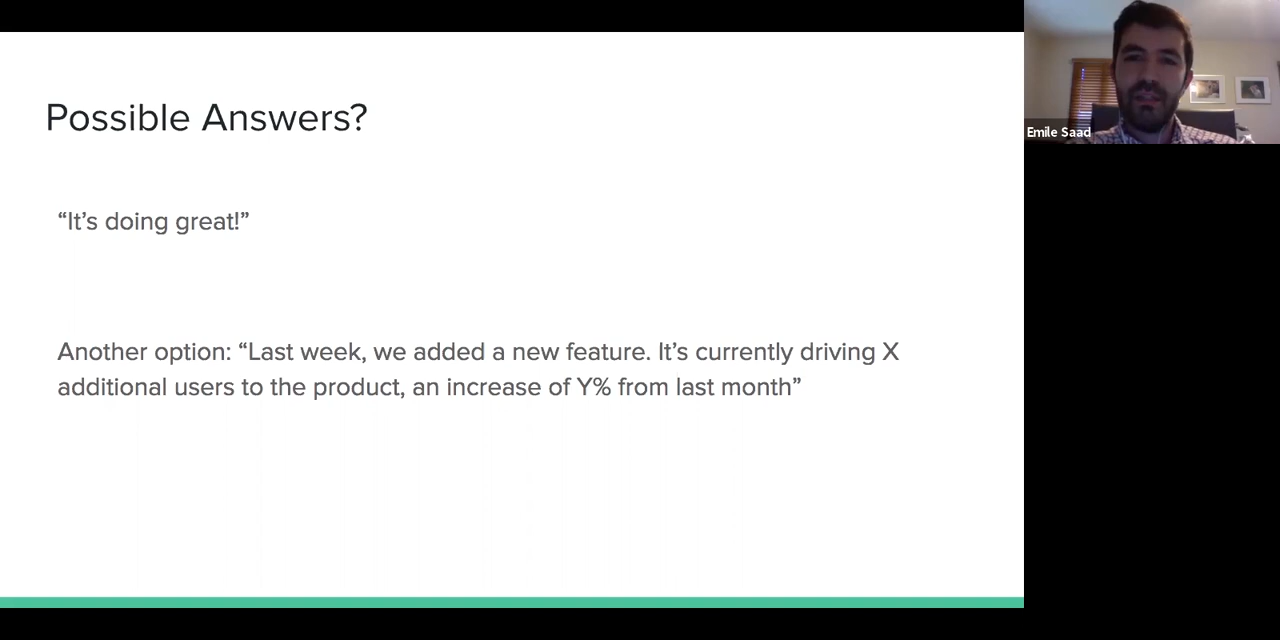 Possible Answers?
“It’s doing great!”
Another option: “Last week, we added a new feature. It’s currently driving X
additional users to the product, an increase of Y% from last month”
Emile Saad